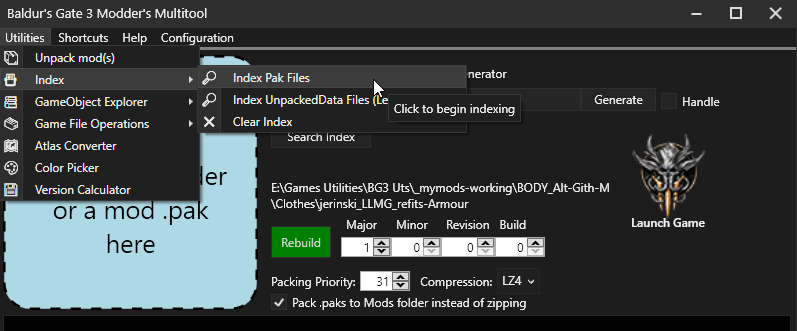 Baldur's Gate 3 Modder's Multitool
Utilities Shortcuts Help Configuration
Unpack mod(s)
Index
GameObject Explorer
Game File Operations
Atlas Converter
Color Picker
Version Calculator
Index Pak Files
Index UnpackedData Files (Le
Clear Index
Click to begin indexing
Generate
Handle
Search Index
or a mod .pak
here
E:\Games Utilities\BG3 Uts\_mymods-working\BODY_Alt-Gith-M
\Clothes\jerinski_LLMG_refits-Armour
Launch Game
Major Minor Revision Build
Rebuild 1 0 0 0
Packing Priority: 31 Compression: LZ4
Pack .paks to Mods folder instead of zipping